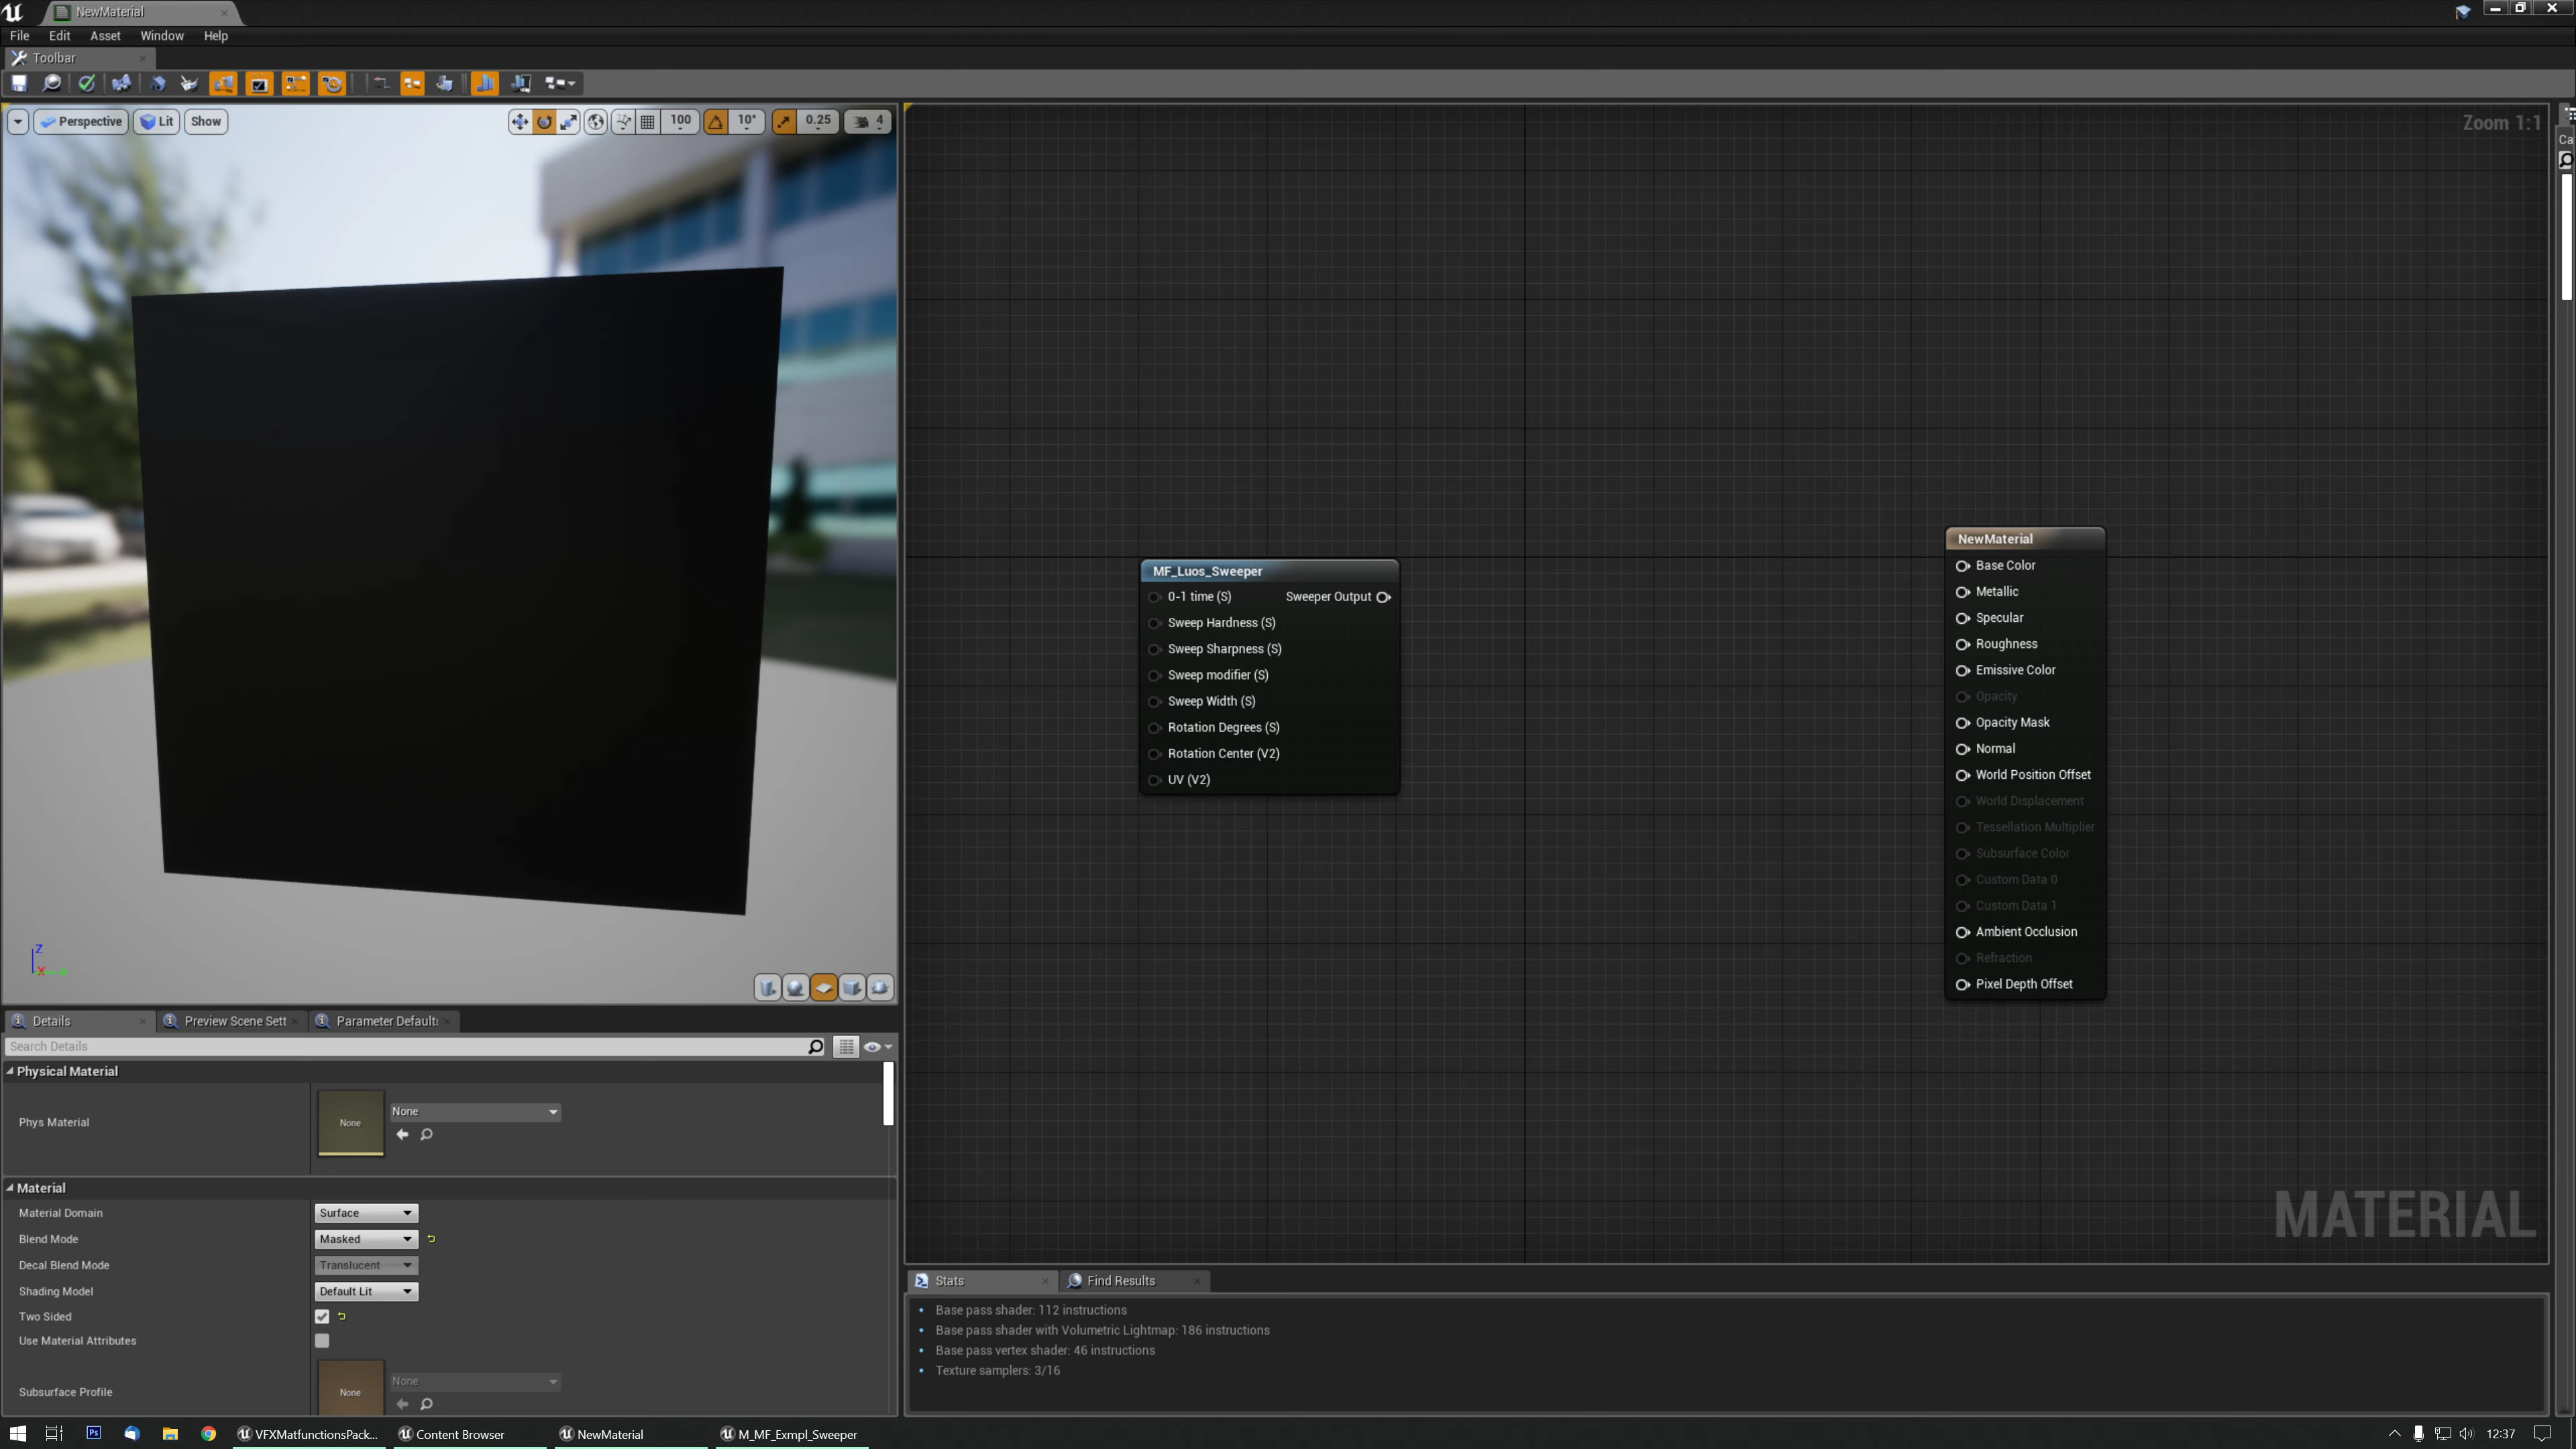 NewMaterial
File Edit Asset Window Help
Toolbar
Perspective Lit Show 100 10° 0.25 4
Zoom 1:1
Ca
MF_Luos_Sweeper
0-1 time (S) Sweeper Output
Sweep Hardness (S)
Sweep Sharpness (S)
Sweep modifier (S)
Sweep Width (S)
Rotation Degrees (S)
Rotation Center (V2)
UV (V2)
NewMaterial
Base Color
Metallic
Specular
Roughness
Emissive Color
Opacity
Opacity Mask
Normal
World Position Offset
World Displacement
Tessellation Multiplier
Subsurface Color
Custom Data 0
Custom Data 1
Ambient Occlusion
Refraction
Pixel Depth Offset
MATERIAL
Z
X
Details Preview Scene Sett Parameter Defaults
Search Details
Physical Material
Phys Material None None
Material
Material Domain Surface
Blend Mode Masked
Decal Blend Mode Translucent
Shading Model Default Lit
Two Sided
Use Material Attributes
Subsurface Profile None None
Stats Find Results
• Base pass shader: 112 instructions
• Base pass shader with Volumetric Lightmap: 186 instructions
• Base pass vertex shader: 46 instructions
• Texture samplers: 3/16
Ps VFXMatfunctionsPack... Content Browser NewMaterial M_MF_Exmpl_Sweeper 12:37